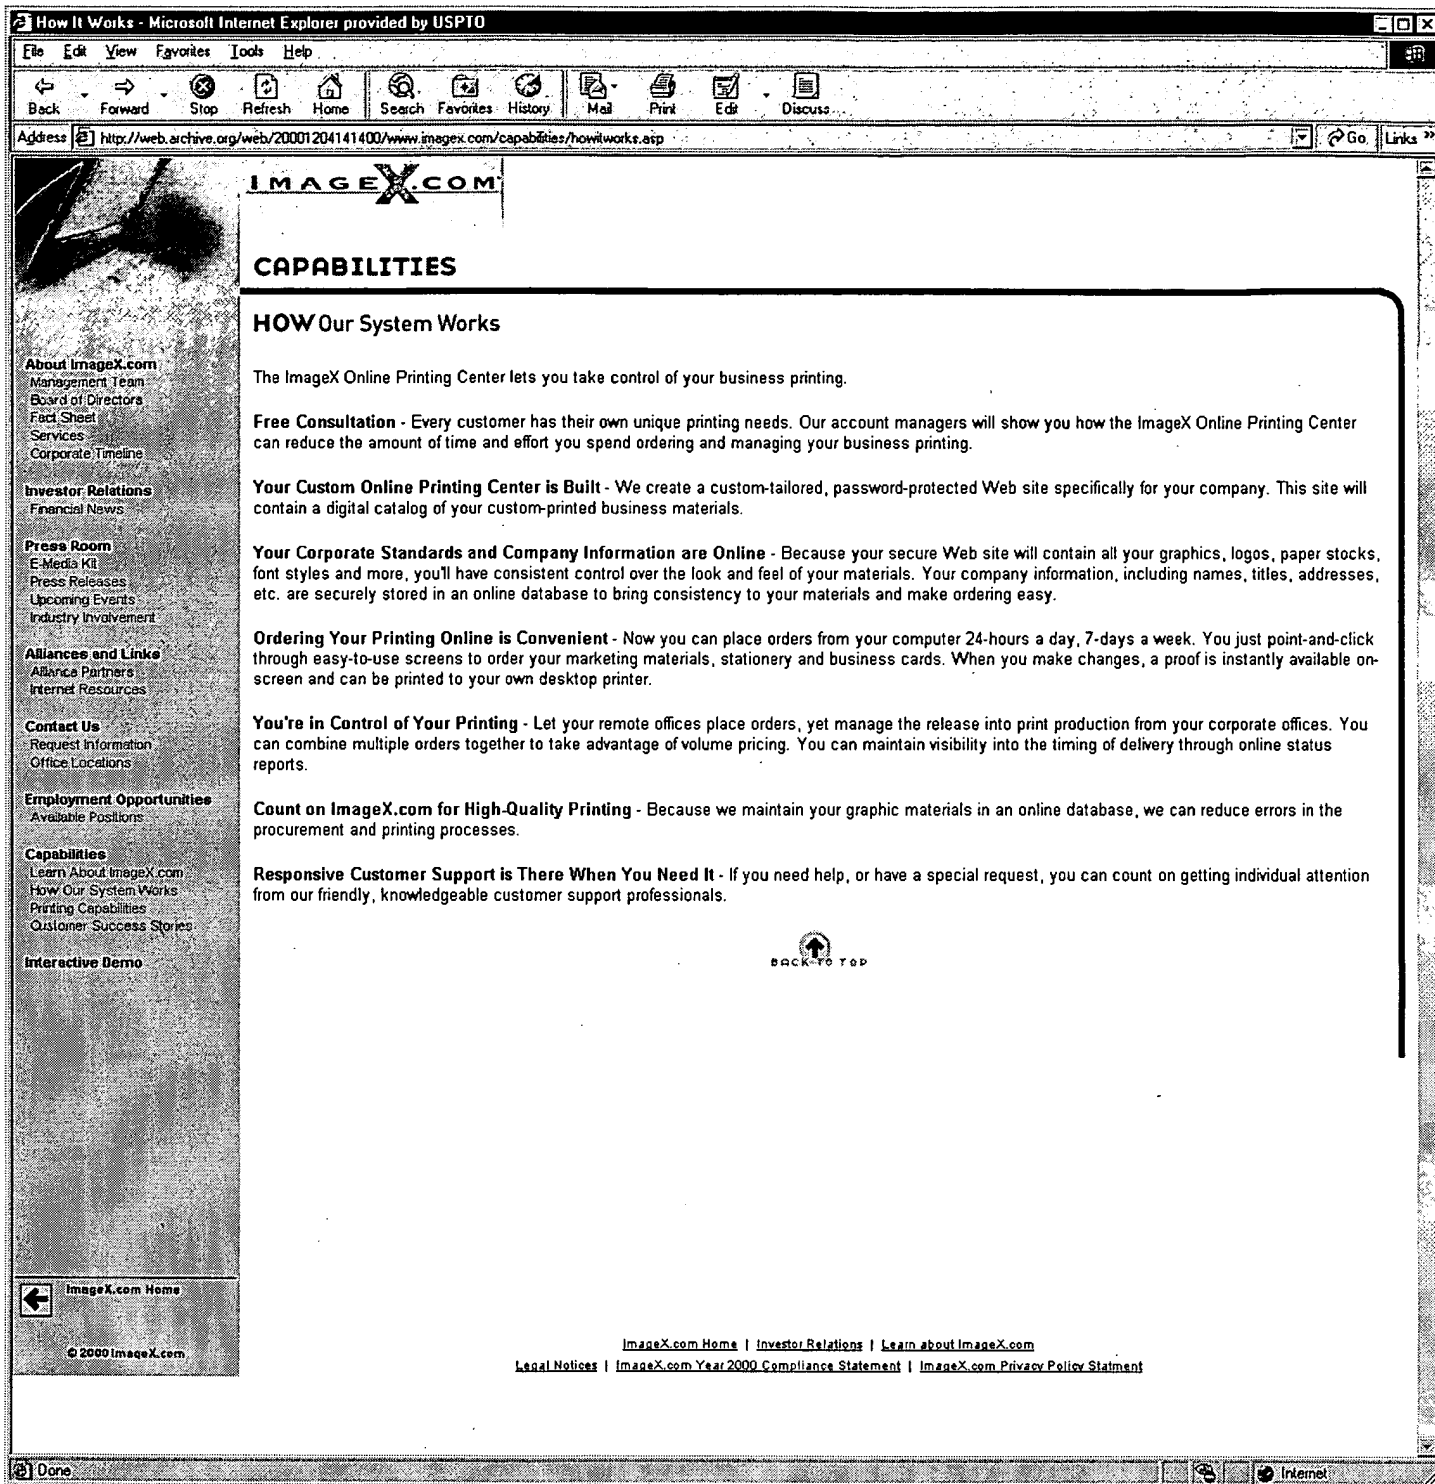 How It Works - Microsoft Internet Explorer provided by USPTO
File Edit View Favorites Tools Help
Back Forward Stop Refresh Home Search Favorites History Mail Print Edit Discuss
Address http://web.archive.org/web/20001204141400/www.imagex.com/capabilities/howitworks.asp Go Links »
IMAGEX.COM
CAPABILITIES
HOW Our System Works
About ImageX.com
Management Team
Board of Directors
Fact Sheet
Services
Corporate Timeline
Investor Relations
Financial News
Press Room
E-Media Kit
Press Releases
Upcoming Events
Industry Involvement
Alliances and Links
Alliance Partners
Internet Resources
Contact Us
Request Information
Office Locations
Employment Opportunities
Available Positions
Capabilities
Learn About ImageX.com
How Our System Works
Printing Capabilities
Customer Success Stories
Interactive Demo
ImageX.com Home
© 2000 ImageX.com
The ImageX Online Printing Center lets you take control of your business printing.
Free Consultation - Every customer has their own unique printing needs. Our account managers will show you how the ImageX Online Printing Center
can reduce the amount of time and effort you spend ordering and managing your business printing.
Your Custom Online Printing Center is Built - We create a custom-tailored, password-protected Web site specifically for your company. This site will
contain a digital catalog of your custom-printed business materials.
Your Corporate Standards and Company Information are Online - Because your secure Web site will contain all your graphics, logos, paper stocks,
font styles and more, you'll have consistent control over the look and feel of your materials. Your company information, including names, titles, addresses,
etc. are securely stored in an online database to bring consistency to your materials and make ordering easy.
Ordering Your Printing Online is Convenient - Now you can place orders from your computer 24-hours a day, 7-days a week. You just point-and-click
through easy-to-use screens to order your marketing materials, stationery and business cards. When you make changes, a proof is instantly available on-
screen and can be printed to your own desktop printer.
You're in Control of Your Printing - Let your remote offices place orders, yet manage the release into print production from your corporate offices. You
can combine multiple orders together to take advantage of volume pricing. You can maintain visibility into the timing of delivery through online status
reports.
Count on ImageX.com for High-Quality Printing - Because we maintain your graphic materials in an online database, we can reduce errors in the
procurement and printing processes.
Responsive Customer Support is There When You Need It - If you need help, or have a special request, you can count on getting individual attention
from our friendly, knowledgeable customer support professionals.
BACK TO TOP
ImageX.com Home | Investor Relations | Learn about ImageX.com
Legal Notices | ImageX.com Year 2000 Compliance Statement | ImageX.com Privacy Policy Statment
Done Internet